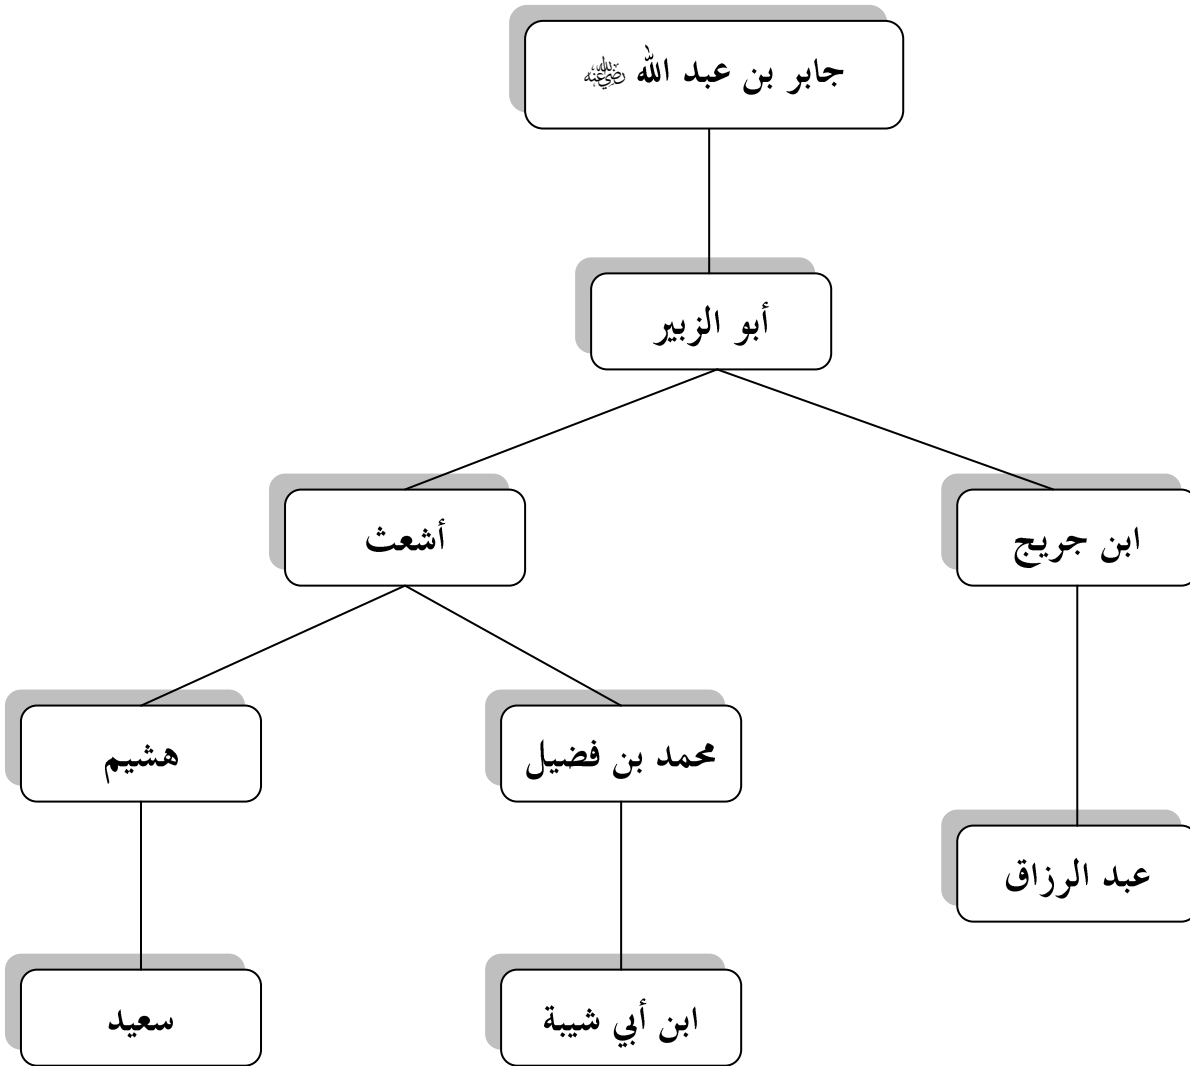 جابر بن عبد الله رضي الله عنه
أبو الزبير
ابن جريج
أشعث
محمد بن فضيل
هشيم
عبد الرزاق
ابن أبي شيبة
سعيد